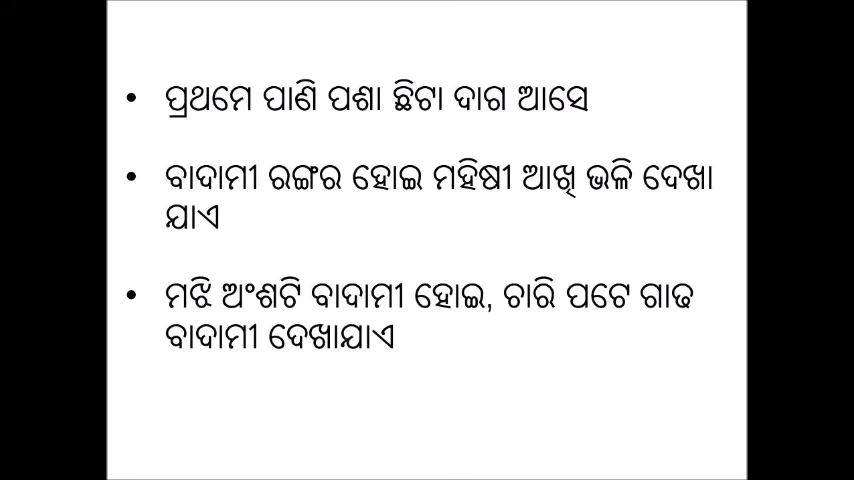 • ପ୍ରଥମେ ପାଣି ପଶା ଛିଟା ଦାଗ ଆସେ
• ବାଦାମୀ ରଙ୍ଗର ହୋଇ ମହିଷୀ ଆଖି ଭଳି ଦେଖା
ଯାଏ
• ମଝି ଅଂଶଟି ବାଦାମୀ ହୋଇ, ଚାରି ପଟେ ଗାଢ
ବାଦାମୀ ଦେଖାଯାଏ